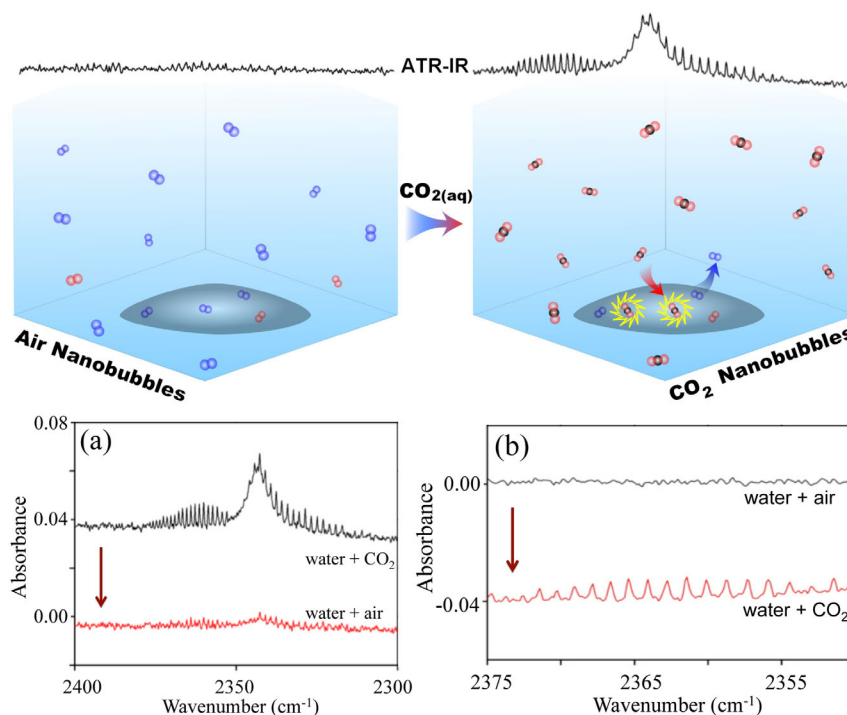 ATR-IR
CO2(aq)
Air Nanobubbles
CO2 Nanobubbles
(a)
0.08
0.04
0.00
Absorbance
water + CO2
water + air
2400
2350
2300
Wavenumber (cm-1)
(b)
0.00
-0.04
Absorbance
water + air
water + CO2
2375
2365
2355
Wavenumber (cm-1)